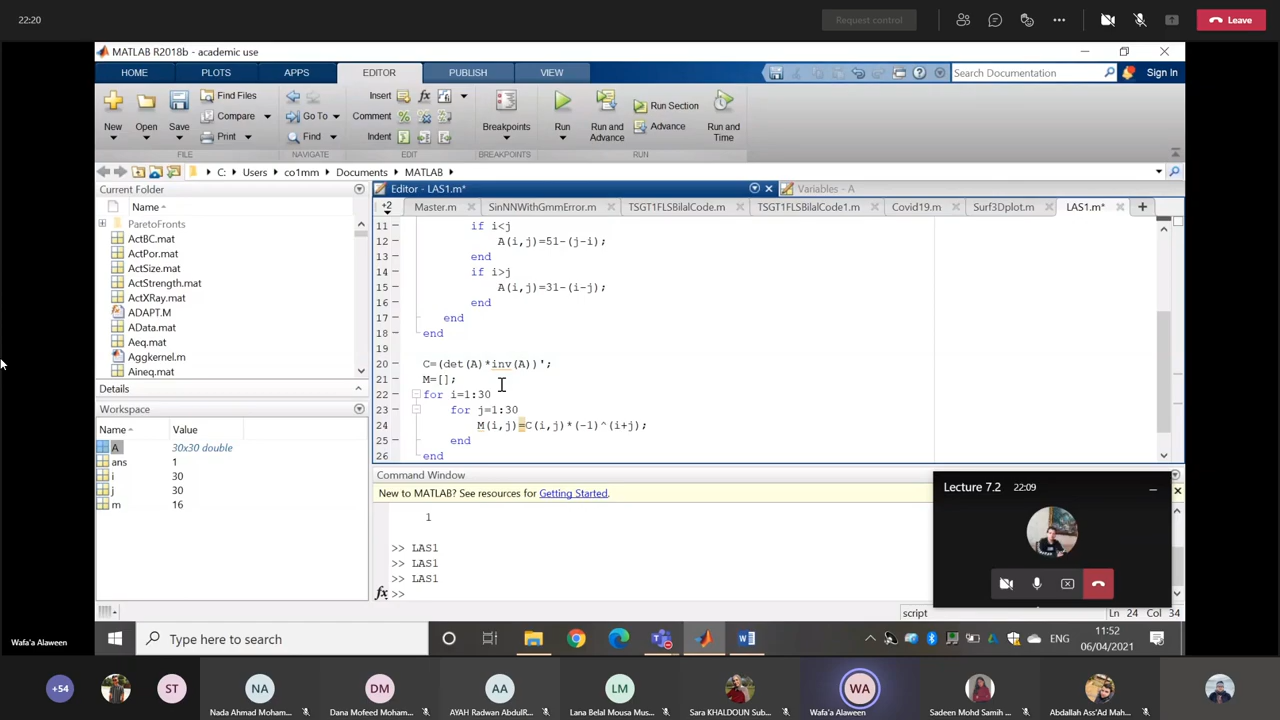 22:20
Request control
Leave
MATLAB R2018b - academic use
HOME
PLOTS
APPS
EDITOR
PUBLISH
VIEW
Search Documentation
Sign In
New
Open
Save
Find Files
Compare
Print
Go To
Find
Insert
Comment
Indent
Breakpoints
Run
Run and
Advance
Run Section
Advance
Run and
Time
FILE
NAVIGATE
EDIT
BREAKPOINTS
RUN
C: Users co1mm Documents MATLAB
Current Folder
Name
ParetoFronts
ActBC.mat
ActPor.mat
ActSize.mat
ActStrength.mat
ActXRay.mat
ADAPT.M
AData.mat
Aeq.mat
Aggkernel.m
Aineq.mat
Details
Workspace
Name Value
A 30x30 double
ans 1
i 30
j 30
m 16
Editor - LAS1.m*
Variables - A
+2
Master.m
SinNNWithGmmError.m
TSGT1FLSBilalCode.m
TSGT1FLSBilalCode1.m
Covid19.m
Surf3Dplot.m
LAS1.m*
11 if i<j
12 A(i,j)=51-(j-i);
13 end
14 if i>j
15 A(i,j)=31-(i-j);
16 end
17 end
18 end
19
20 C=(det(A)*inv(A))';
21 M=[];
22 for i=1:30
23 for j=1:30
24 M(i,j)=C(i,j)*(-1)^(i+j);
25 end
26 end
Command Window
New to MATLAB? See resources for Getting Started.
1
>> LAS1
>> LAS1
>> LAS1
fx >>
Lecture 7.2 22:09
script
Ln 24 Col 34
Type here to search
ENG
11:52
06/04/2021
Wafa'a Alaween
+54
ST
NA
Nada Ahmad Moham...
DM
Dana Mofeed Moham...
AA
AYAH Radwan AbdulR...
LM
Lana Belal Mousa Mus...
Sara KHALDOUN Sub...
WA
Wafa'a Alaween
Sadeen Mohd Samih ...
Abdallah Ass'Ad Mah...